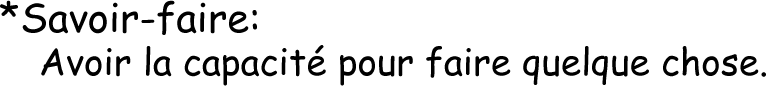 *Savoir-faire:
Avoir la capacité pour faire quelque chose.